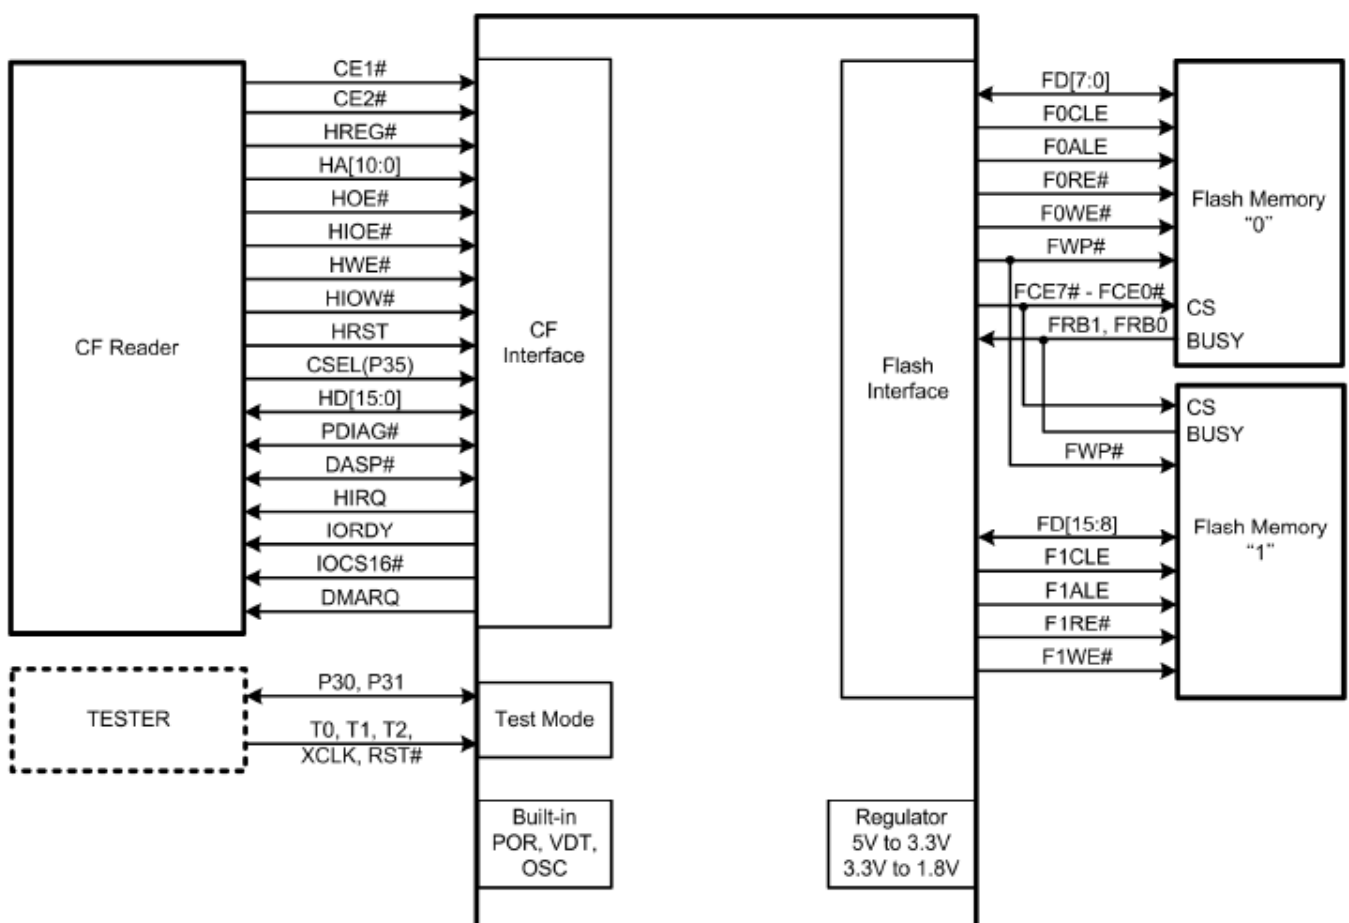 CF Reader
CE1#
CE2#
HREG#
HA[10:0]
HOE#
HIOE#
HWE#
HIOW#
HRST
CSEL(P35)
HD[15:0]
PDIAG#
DASP#
HIRQ
IORDY
IOCS16#
DMARQ
CF
Interface
TESTER
P30, P31
T0, T1, T2,
XCLK, RST#
Test Mode
Built-in
POR, VDT,
OSC
Flash
Interface
FD[7:0]
F0CLE
F0ALE
F0RE#
F0WE#
FWP#
FCE7# - FCE0#
FRB1, FRB0
Flash Memory
“0”
CS
BUSY
CS
BUSY
FWP#
FD[15:8]
F1CLE
F1ALE
F1RE#
F1WE#
Flash Memory
“1”
Regulator
5V to 3.3V
3.3V to 1.8V